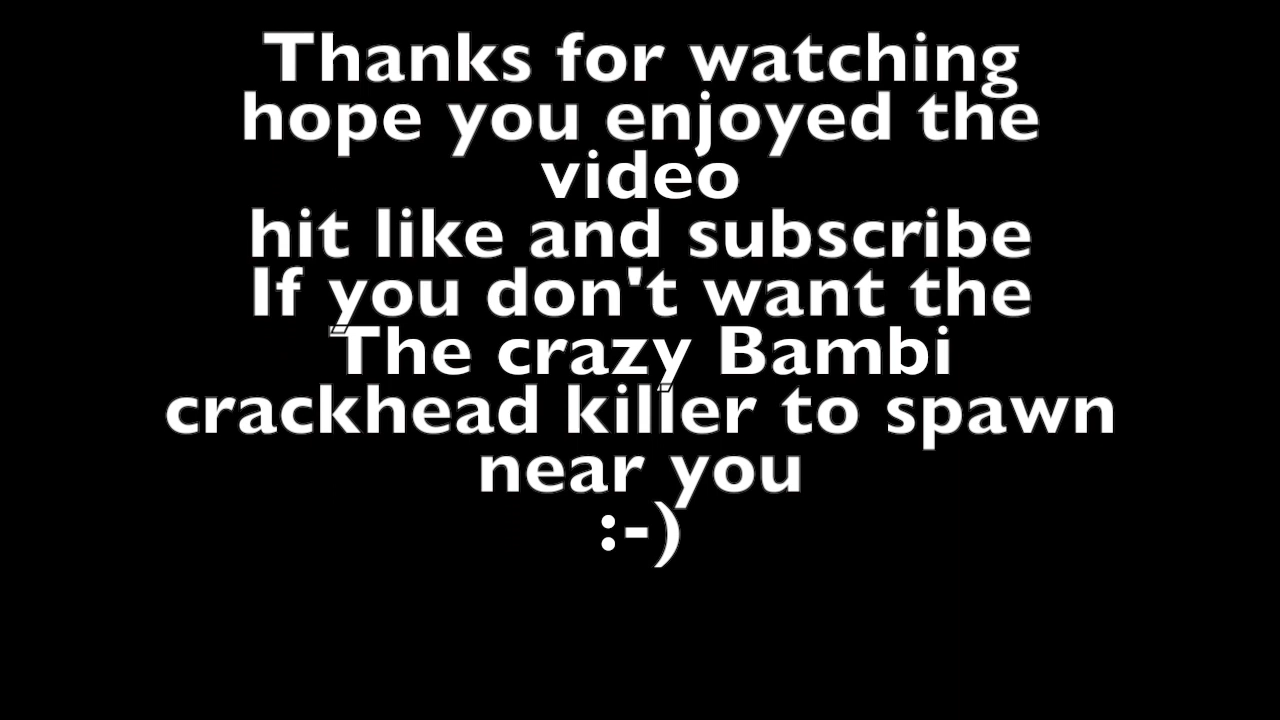 Thanks for watching
hope you enjoyed the
video
hit like and subscribe
If you don't want the
The crazy Bambi
crackhead killer to spawn
near you
:-)